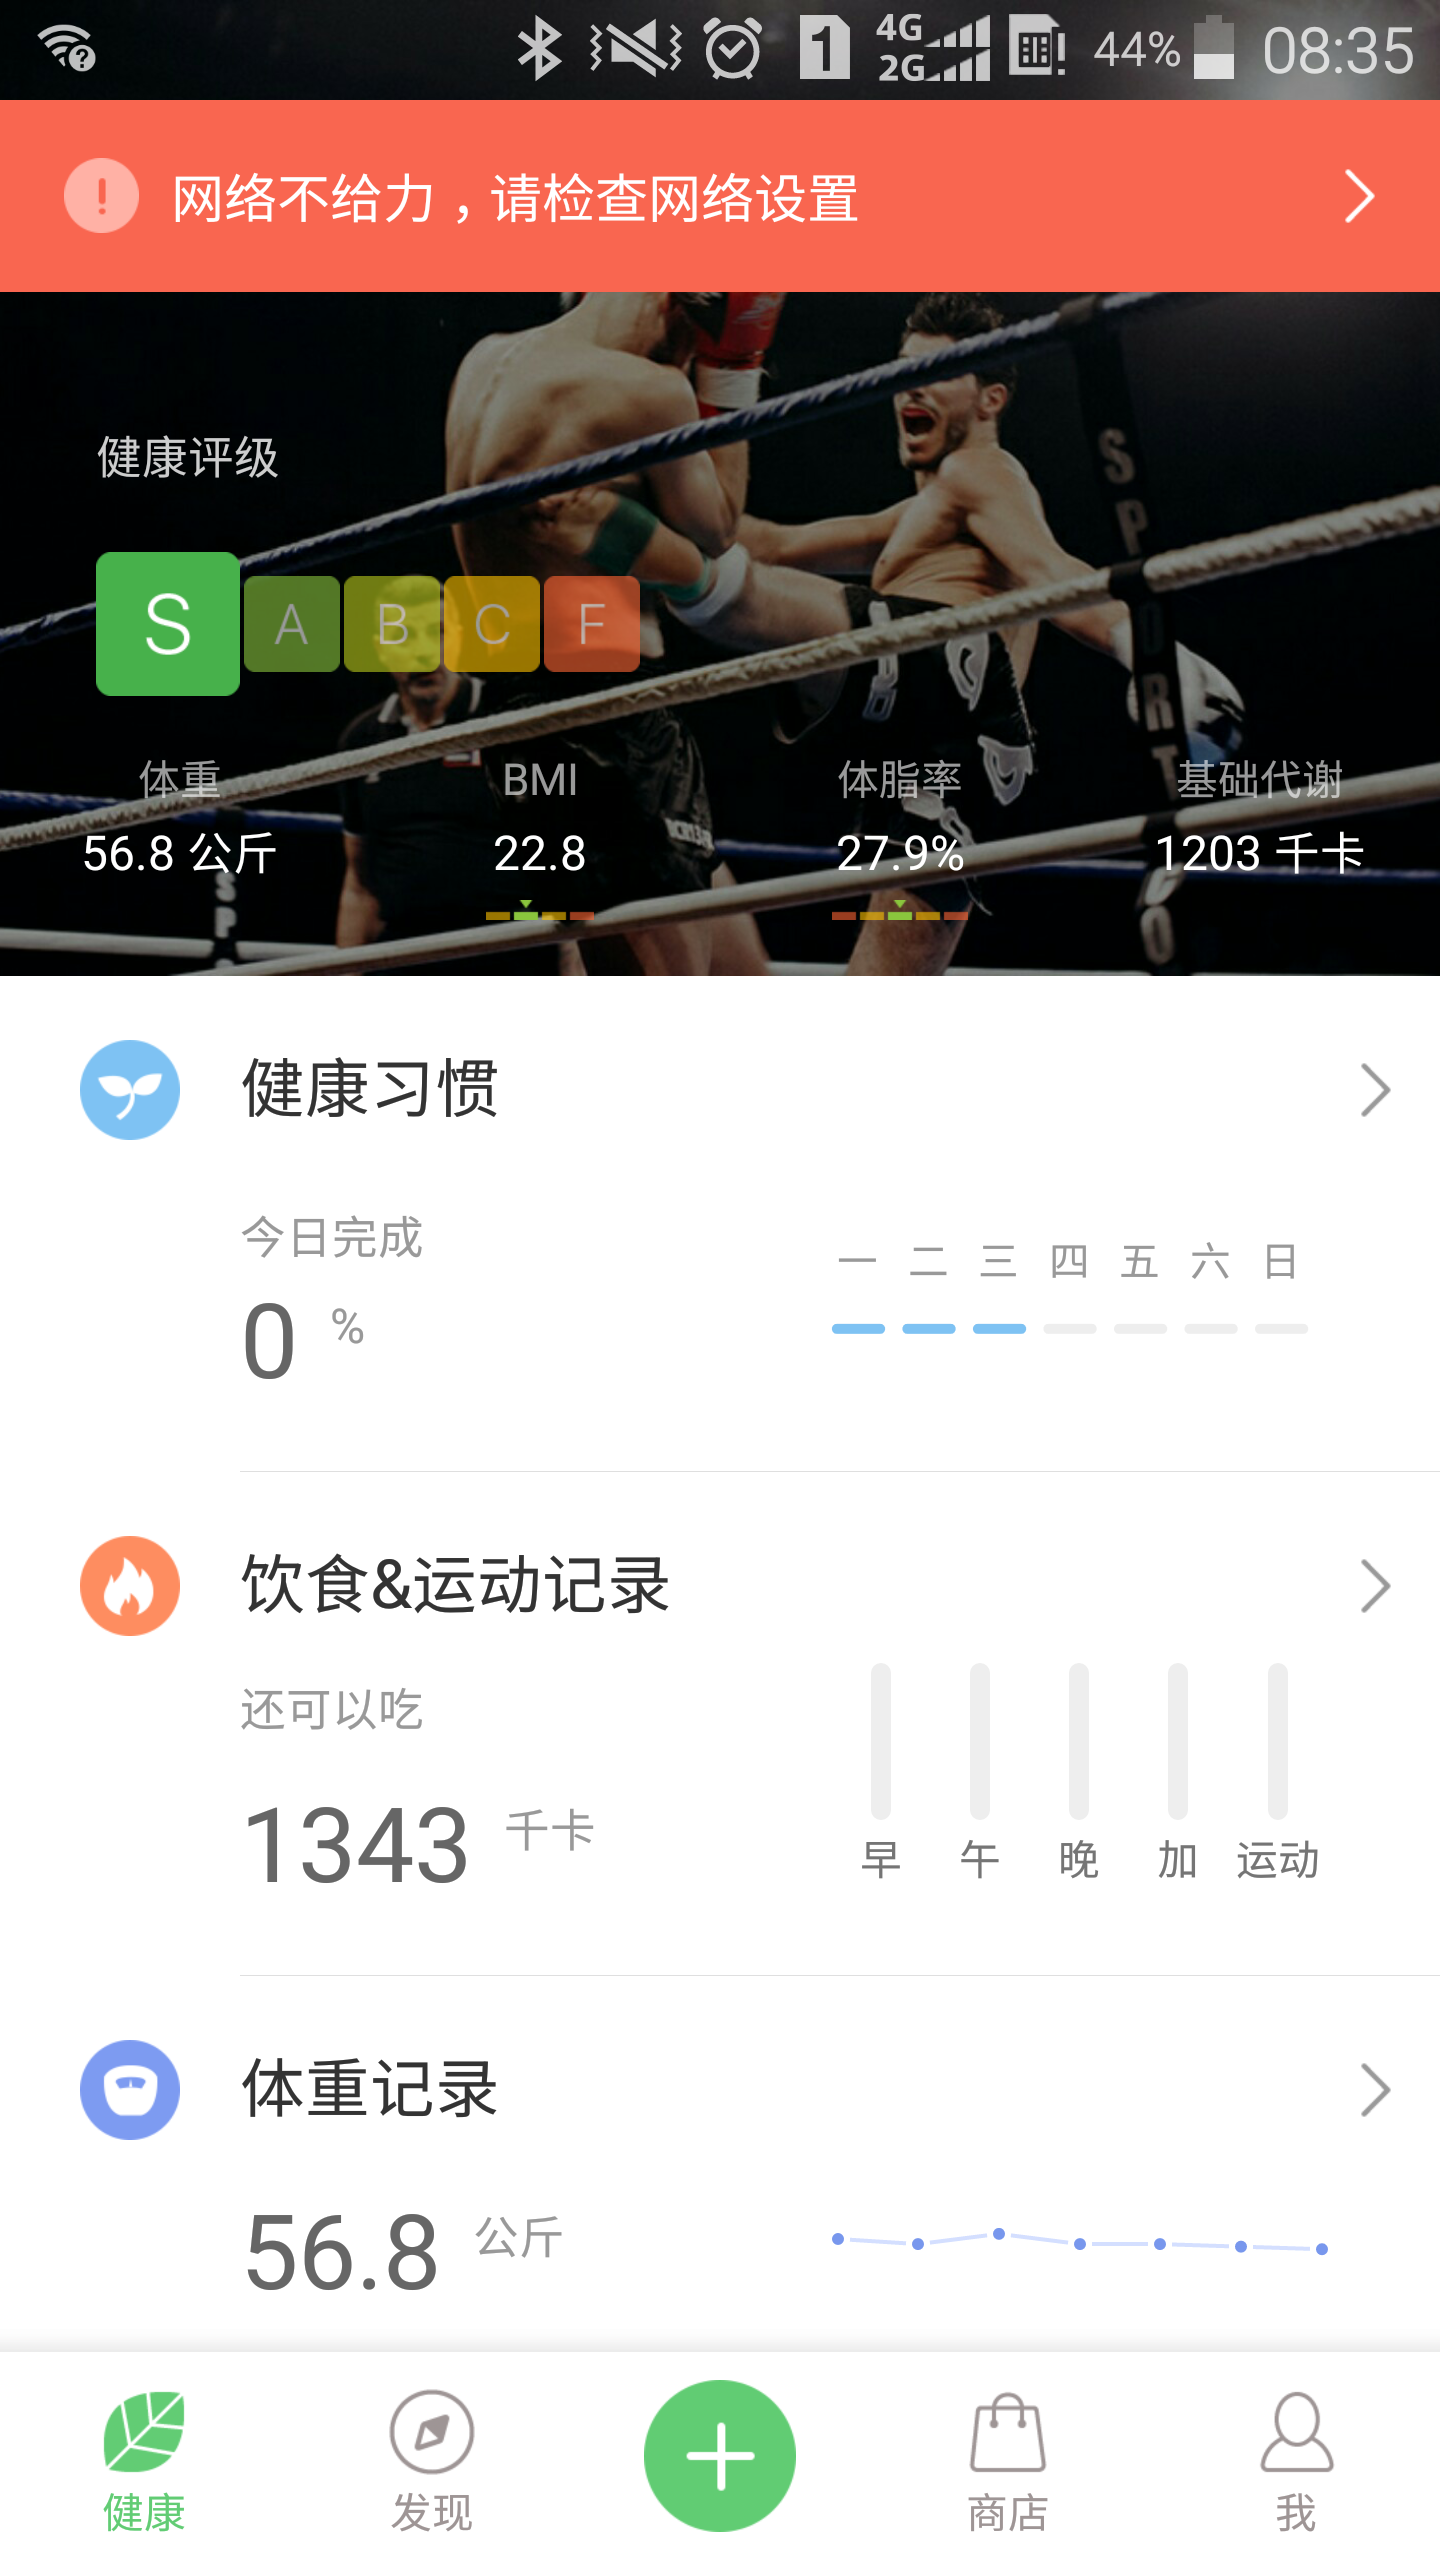 1 4G 2G 44% 08:35
网络不给力，请检查网络设置
健康评级
S A B C F
体重 BMI 体脂率 基础代谢
56.8 公斤 22.8 27.9% 1203 千卡
SPORT
健康习惯
今日完成
一 二 三 四 五 六 日
0 %
饮食&运动记录
还可以吃
1343 千卡
早 午 晚 加 运动
体重记录
56.8 公斤
健康 发现 商店 我